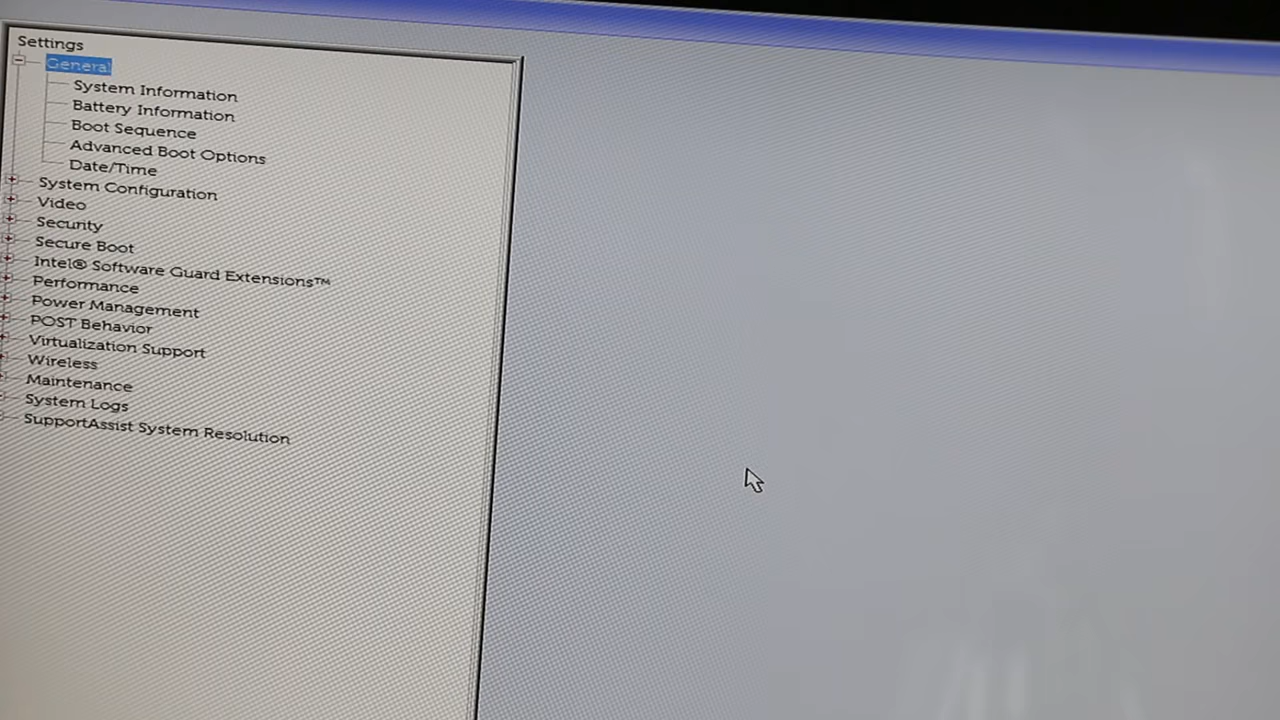 Settings
General
System Information
Battery Information
Boot Sequence
Advanced Boot Options
Date/Time
System Configuration
Video
Security
Secure Boot
Intel® Software Guard Extensions™
Performance
Power Management
POST Behavior
Virtualization Support
Wireless
Maintenance
System Logs
SupportAssist System Resolution